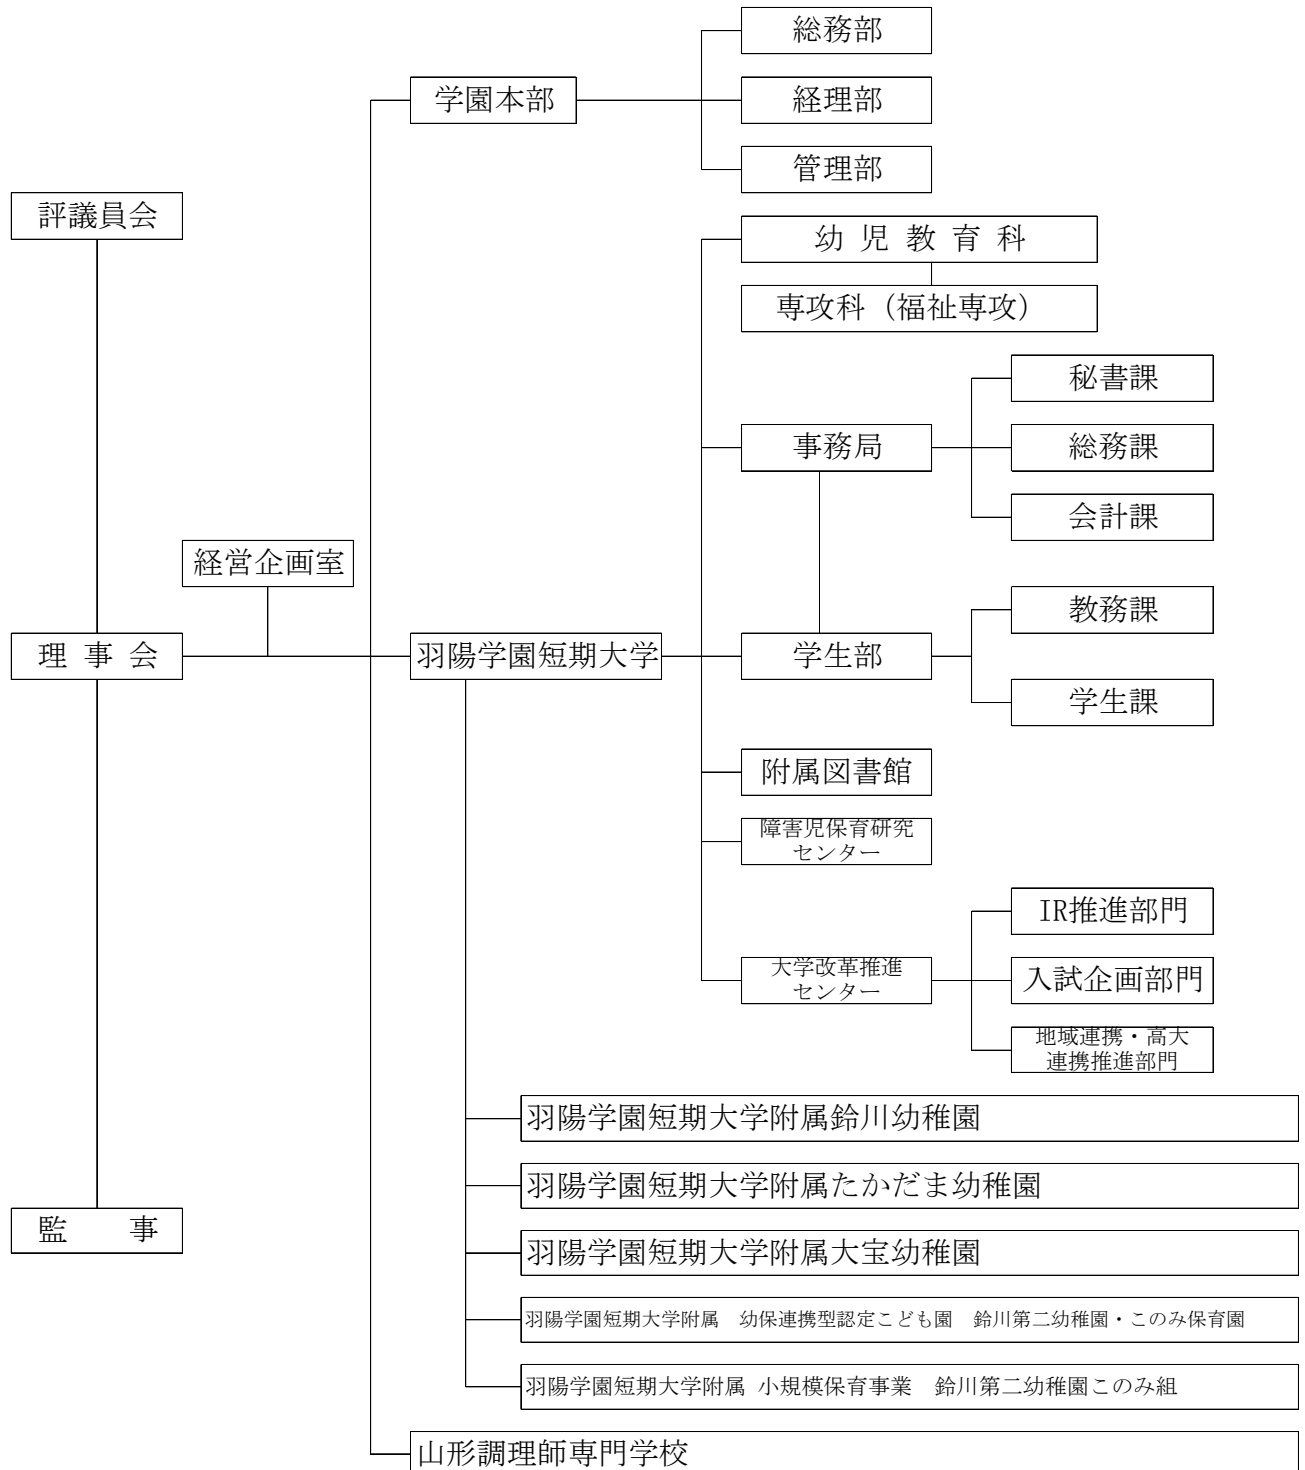 総務部
学園本部
経理部
管理部
評議員会
幼 児 教 育 科
専攻科（福祉専攻）
秘書課
事務局
総務課
会計課
経営企画室
教務課
理 事 会
羽陽学園短期大学
学生部
学生課
附属図書館
障害児保育研究
センター
IR推進部門
大学改革推進
センター
入試企画部門
地域連携・高大
連携推進部門
羽陽学園短期大学附属鈴川幼稚園
羽陽学園短期大学附属たかだま幼稚園
監　　事
羽陽学園短期大学附属大宝幼稚園
羽陽学園短期大学附属　幼保連携型認定こども園　鈴川第二幼稚園・このみ保育園
羽陽学園短期大学附属 小規模保育事業　鈴川第二幼稚園このみ組
山形調理師専門学校